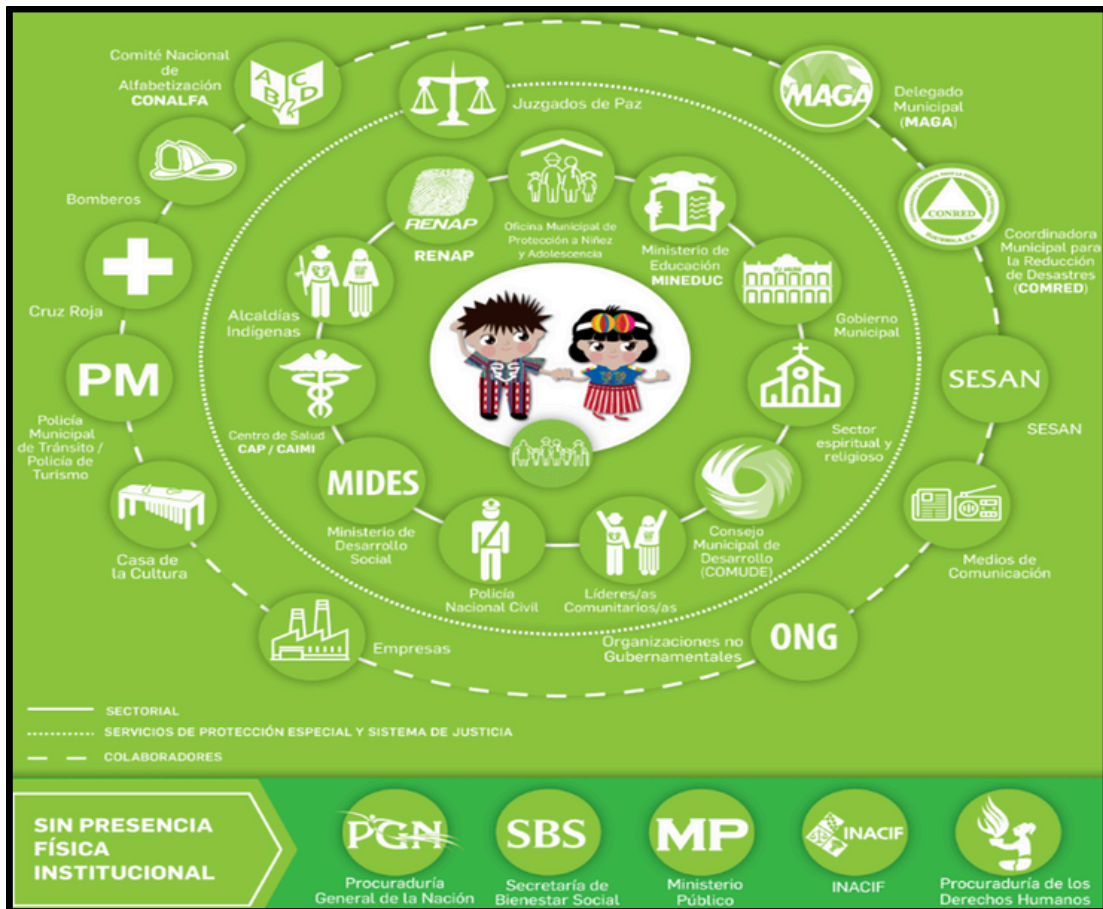 Comité Nacional
de
Alfabetización
CONALFA
A B C D
Juzgados de Paz
MAGA
Delegado
Municipal
(MAGA)
Bomberos
RENAP
RENAP
Oficina Municipal de
Protección a Niñez
y Adolescencia
Ministerio de
Educación
MINEDUC
TU MUNI
Gobierno
Municipal
CONRED
GUATEMALA, C.A.
Coordinadora
Municipal para
la Reducción
de Desastres
(COMRED)
Cruz Roja
Alcaldías
Indígenas
PM
Policía
Municipal
de Tránsito /
Policía de
Turismo
Centro de Salud
CAP / CAIMI
Sector
espiritual y
religioso
SESAN
SESAN
MIDES
Ministerio de
Desarrollo
Social
Consejo
Municipal de
Desarrollo
(COMUDE)
Casa de
la Cultura
Policía
Nacional Civil
Líderes/as
Comunitarios/as
Medios de
Comunicación
Empresas
Organizaciones no
Gubernamentales
ONG
SECTORIAL
SERVICIOS DE PROTECCIÓN ESPECIAL Y SISTEMA DE JUSTICIA
COLABORADORES
SIN PRESENCIA
FÍSICA
INSTITUCIONAL
PGN
Procuraduría
General de la Nación
SBS
Secretaría de
Bienestar Social
MP
Ministerio
Público
INACIF
INACIF
Procuraduría de los
Derechos Humanos